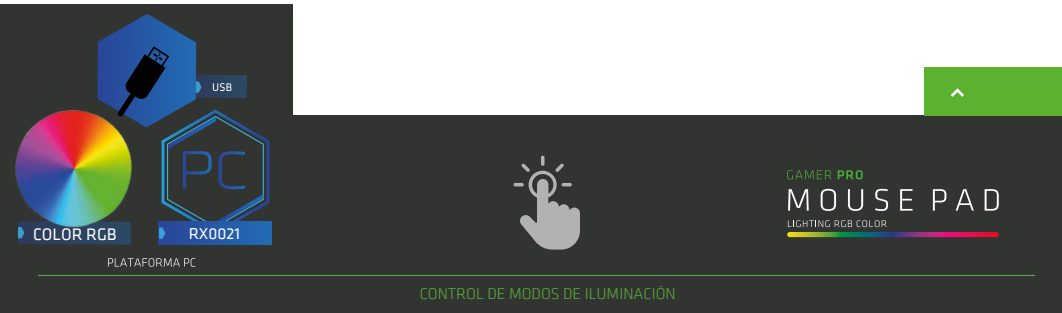 USB
PC
COLOR RGB
RX0021
PLATAFORMA PC
GAMER PRO
MOUSE PAD
LIGHTING RGB COLOR
CONTROL DE MODOS DE ILUMINACIÓN